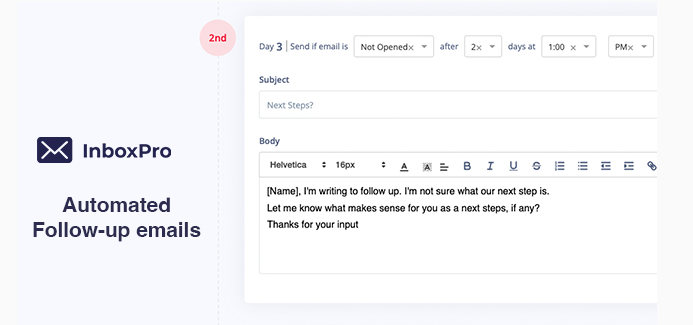 2nd
Day 3 | Send if email is Not Opened× after 2× days at 1:00 × PM×
Subject
Next Steps?
Body
Helvetica 16px A A B I U S
[Name], I'm writing to follow up. I'm not sure what our next step is.
Let me know what makes sense for you as a next steps, if any?
Thanks for your input
InboxPro
Automated
Follow-up emails